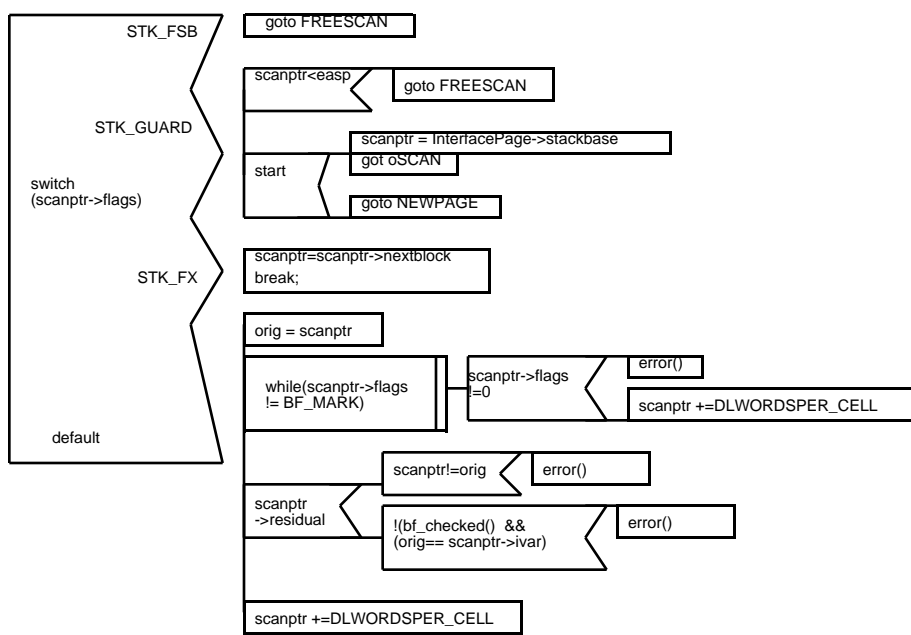 STK_FSB
goto FREESCAN
scanptr<easp
goto FREESCAN
STK_GUARD
scanptr = InterfacePage->stackbase
start
got oSCAN
goto NEWPAGE
switch
(scanptr->flags)
STK_FX
scanptr=scanptr->nextblock
break;
orig = scanptr
while(scanptr->flags
!= BF_MARK)
scanptr->flags
!=0
error()
scanptr +=DLWORDSPER_CELL
default
scanptr!=orig
error()
scanptr
->residual
!(bf_checked() &&
(orig== scanptr->ivar)
error()
scanptr +=DLWORDSPER_CELL